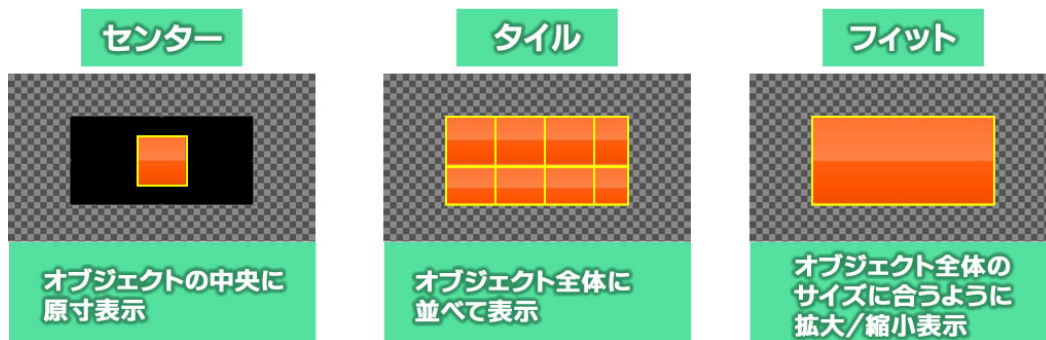 センター
タイル
フィット
オブジェクトの中央に
原寸表示
オブジェクト全体に
並べて表示
オブジェクト全体の
サイズに合うように
拡大/縮小表示